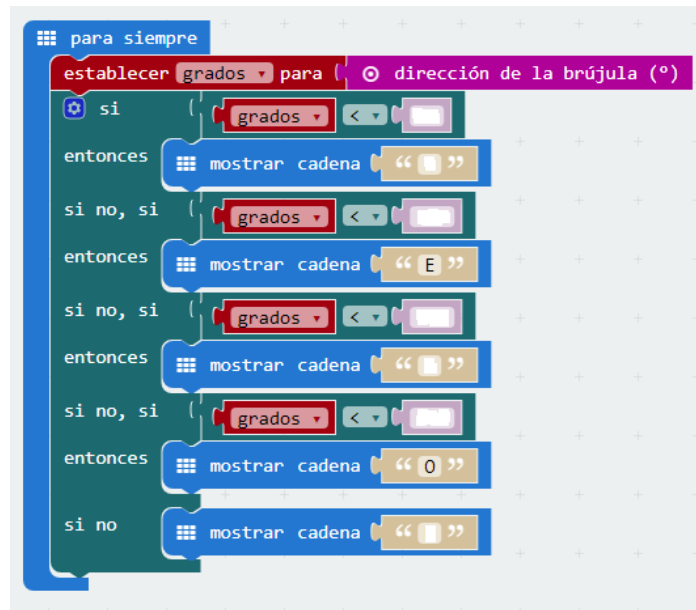 para siempre
establecer grados para dirección de la brújula (º)
si grados <
entonces mostrar cadena “ ”
si no, si grados <
entonces mostrar cadena “ E ”
si no, si grados <
entonces mostrar cadena “ ”
si no, si grados <
entonces mostrar cadena “ O ”
si no mostrar cadena “ ”